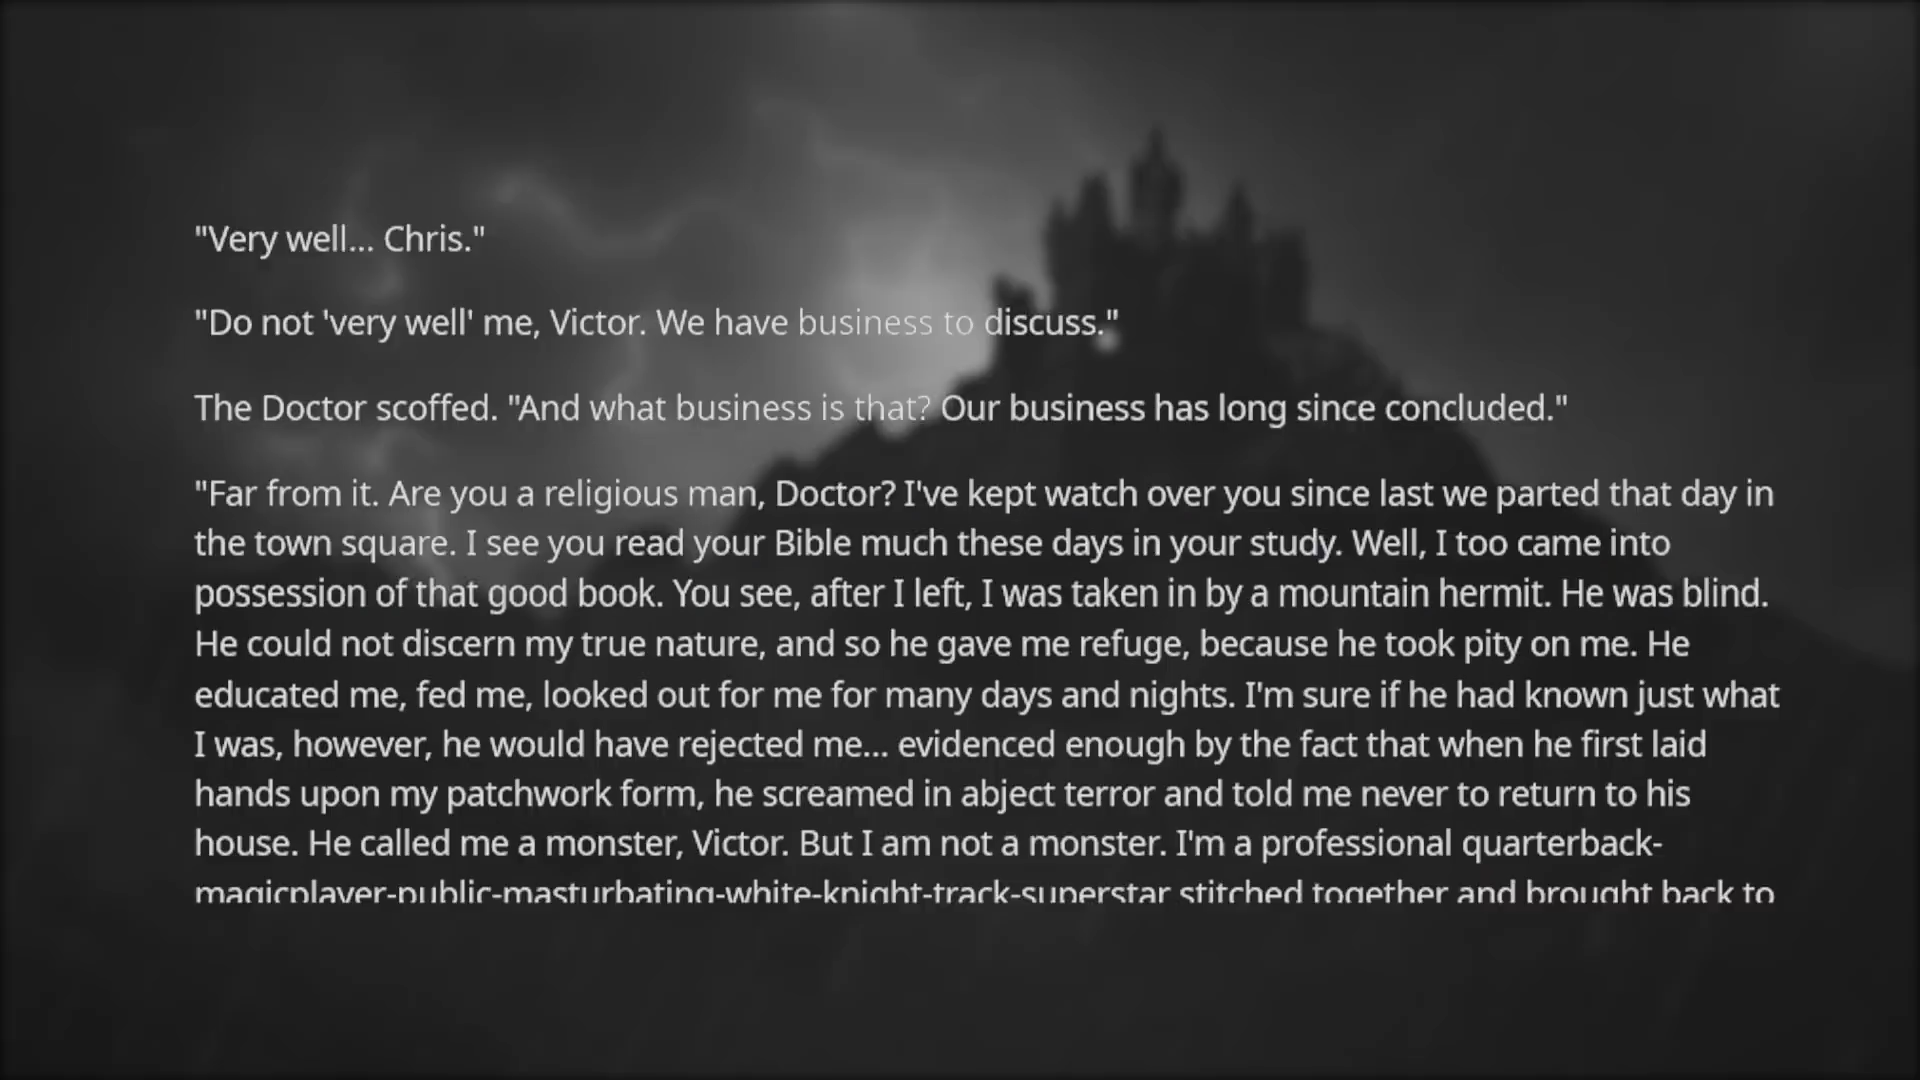 "Very well... Chris."
"Do not 'very well' me, Victor. We have business to discuss."
The Doctor scoffed. "And what business is that? Our business has long since concluded."
"Far from it. Are you a religious man, Doctor? I've kept watch over you since last we parted that day in
the town square. I see you read your Bible much these days in your study. Well, I too came into
possession of that good book. You see, after I left, I was taken in by a mountain hermit. He was blind.
He could not discern my true nature, and so he gave me refuge, because he took pity on me. He
educated me, fed me, looked out for me for many days and nights. I'm sure if he had known just what
I was, however, he would have rejected me... evidenced enough by the fact that when he first laid
hands upon my patchwork form, he screamed in abject terror and told me never to return to his
house. He called me a monster, Victor. But I am not a monster. I'm a professional quarterback-
magicplayer-public-masturbating-white-knight-track-superstar stitched together and brought back to